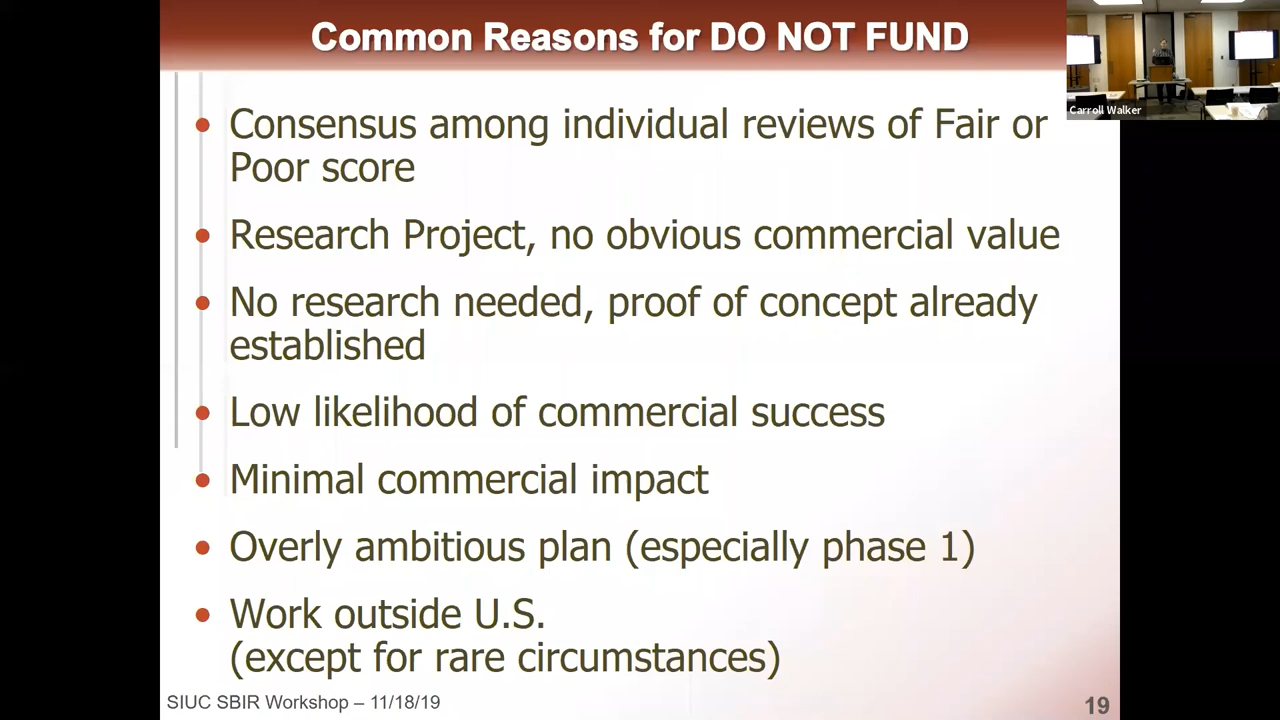 Common Reasons for DO NOT FUND
Carroll Walker
• Consensus among individual reviews of Fair or
Poor score
• Research Project, no obvious commercial value
• No research needed, proof of concept already
established
• Low likelihood of commercial success
• Minimal commercial impact
• Overly ambitious plan (especially phase 1)
• Work outside U.S.
(except for rare circumstances)
SIUC SBIR Workshop – 11/18/19
19